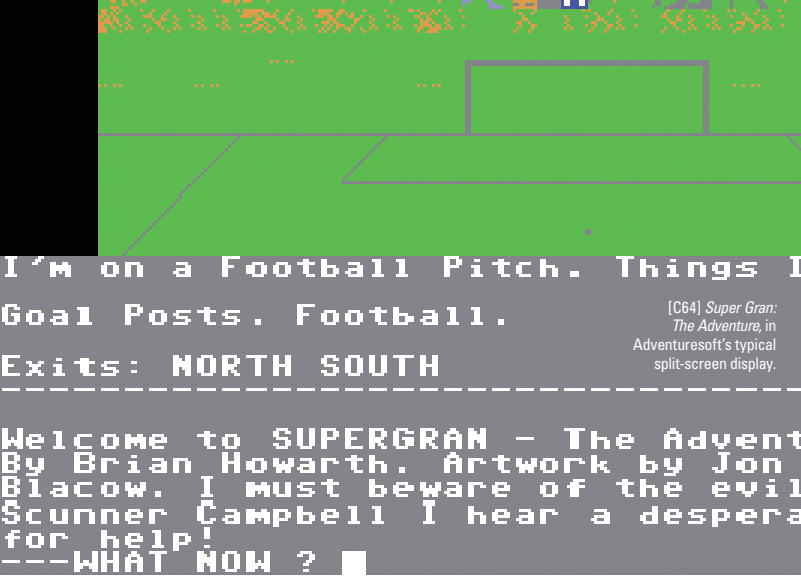 I'm on a Football Pitch. Things I
Goal Posts. Football.
[C64] Super Gran:
The Adventure, in
Adventuresoft's typical
split-screen display.
Exits: NORTH SOUTH
---------------------------------
Welcome to SUPERGRAN - The Advent
By Brian Howarth. Artwork by Jon
Blacow. I must beware of the evil
Scunner Campbell I hear a despera
for help!
---WHAT NOW ?